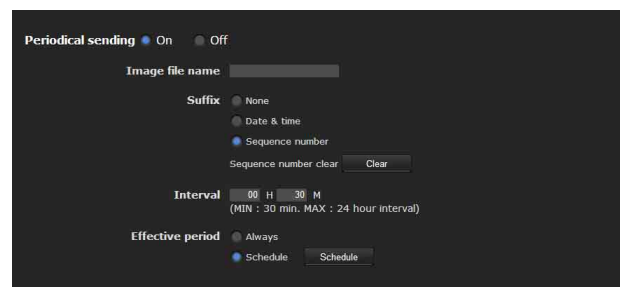 Periodical sending On Off
Image file name
Suffix None
Date & time
Sequence number
Sequence number clear Clear
Interval 00 H 30 M
(MIN : 30 min. MAX : 24 hour interval)
Effective period Always
Schedule Schedule